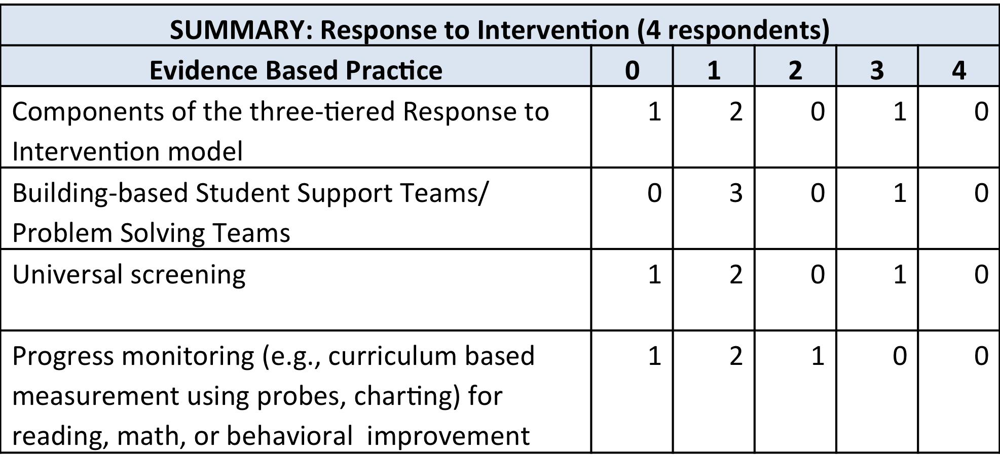 SUMMARY: Response to Intervention (4 respondents)
Evidence Based Practice 0 1 2 3 4
Components of the three-tiered Response to 1 2 0 1 0
Intervention model
Building-based Student Support Teams/ 0 3 0 1 0
Problem Solving Teams
Universal screening 1 2 0 1 0
Progress monitoring (e.g., curriculum based 1 2 1 0 0
measurement using probes, charting) for
reading, math, or behavioral  improvement